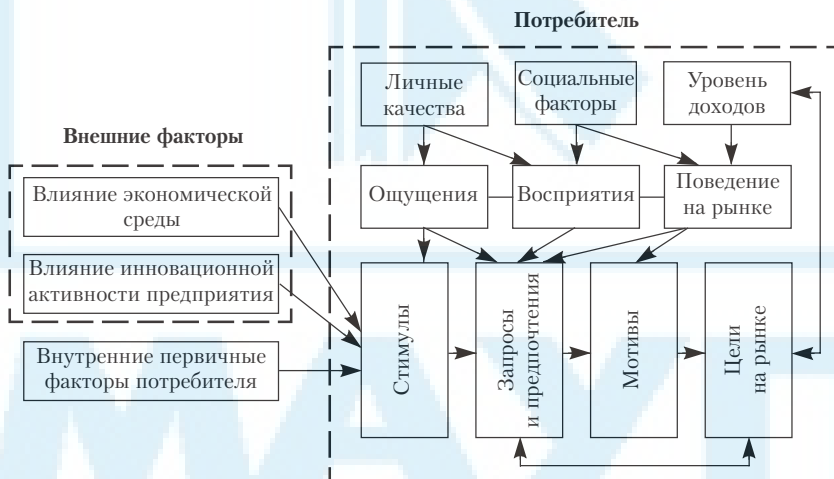 Потребитель
Личные
качества
Социальные
факторы
Уровень
доходов
Внешние факторы
Влияние экономической
среды
Ощущения
Восприятия
Поведение
на рынке
Влияние инновационной
активности предприятия
Внутренние первичные
факторы потребителя
Стимулы
Запросы
и предпочтения
Мотивы
Цели
на рынке